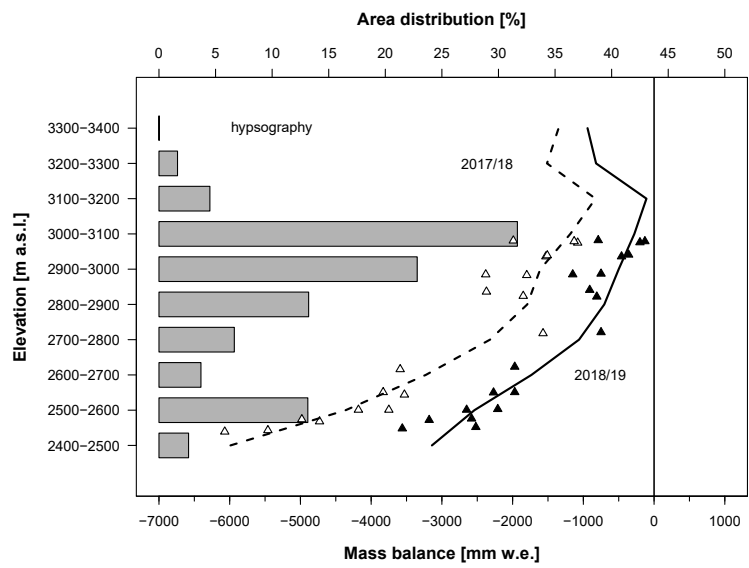 Area distribution [%]
0 5 10 15 20 25 30 35 40 45 50
3300−3400
hypsography
3200−3300
2017/18
3100−3200
3000−3100
2900−3000
2800−2900
2700−2800
2600−2700
2018/19
2500−2600
2400−2500
Elevation [m a.s.l.]
−7000 −6000 −5000 −4000 −3000 −2000 −1000 0 1000
Mass balance [mm w.e.]